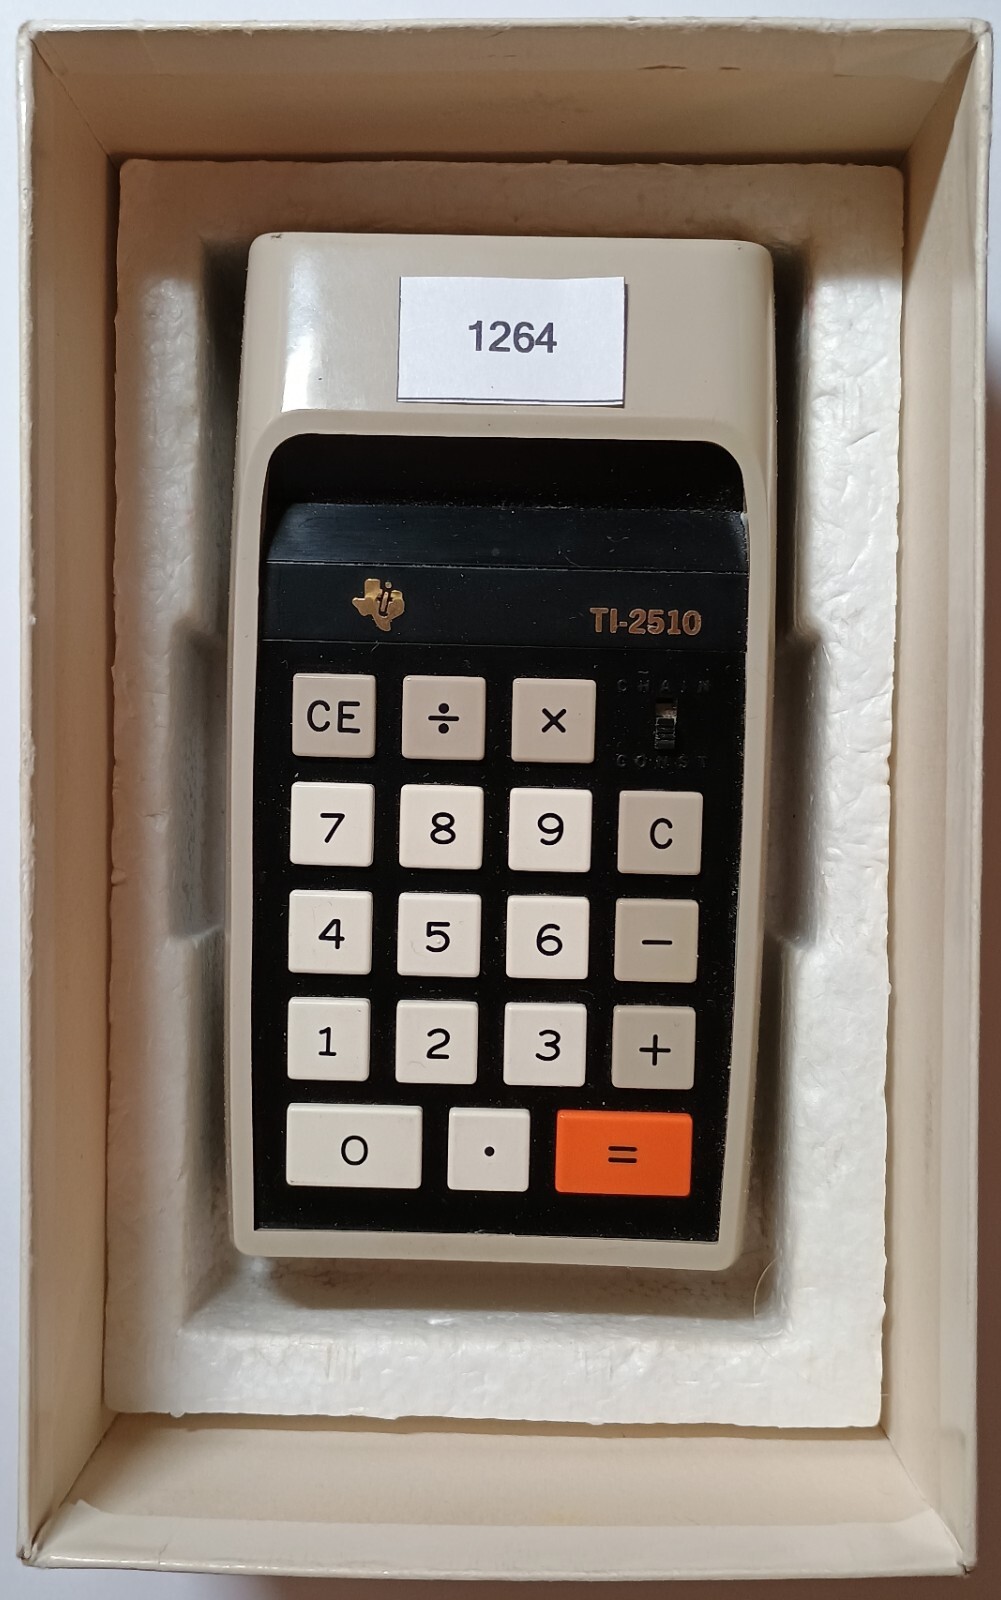 1264
TI-2510
CHAIN
CE ÷ ×
CONST
7 8 9 C
4 5 6 −
1 2 3 +
0 . =